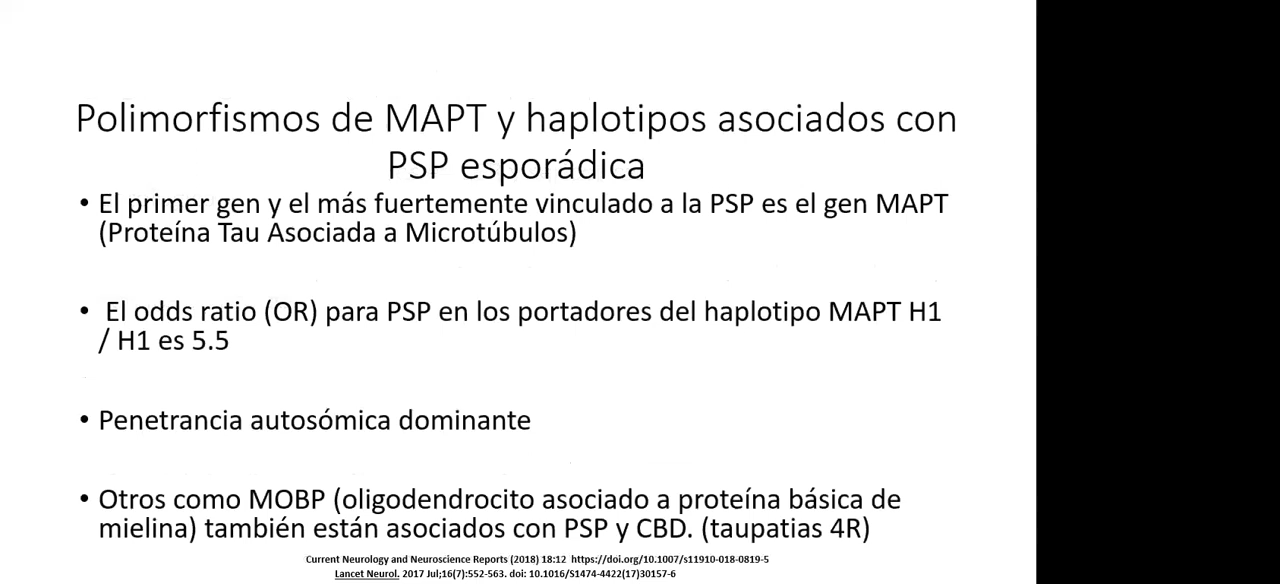 Polimorfismos de MAPT y haplotipos asociados con
PSP esporádica
• El primer gen y el más fuertemente vinculado a la PSP es el gen MAPT
(Proteína Tau Asociada a Microtúbulos)
• El odds ratio (OR) para PSP en los portadores del haplotipo MAPT H1
/ H1 es 5.5
• Penetrancia autosómica dominante
• Otros como MOBP (oligodendrocito asociado a proteína básica de
mielina) también están asociados con PSP y CBD. (taupatias 4R)
Current Neurology and Neuroscience Reports (2018) 18:12 https://doi.org/10.1007/s11910-018-0819-5
Lancet Neurol. 2017 Jul;16(7):552-563. doi: 10.1016/S1474-4422(17)30157-6